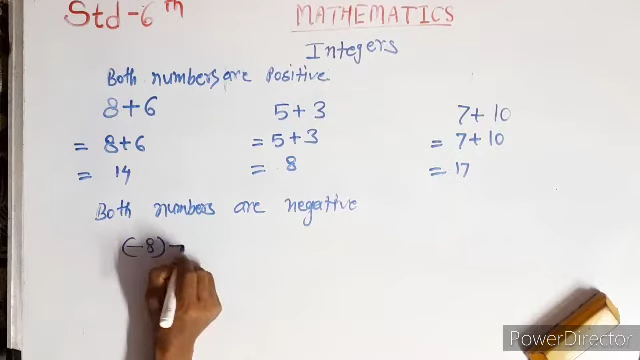 Std-6th MATHEMATICS
Integers
Both numbers are Positive
8+6 5+3 7+10
= 8+6 = 5+3 = 7+10
= 14 = 8 = 17
Both numbers are negative
(-8)-
PowerDirector